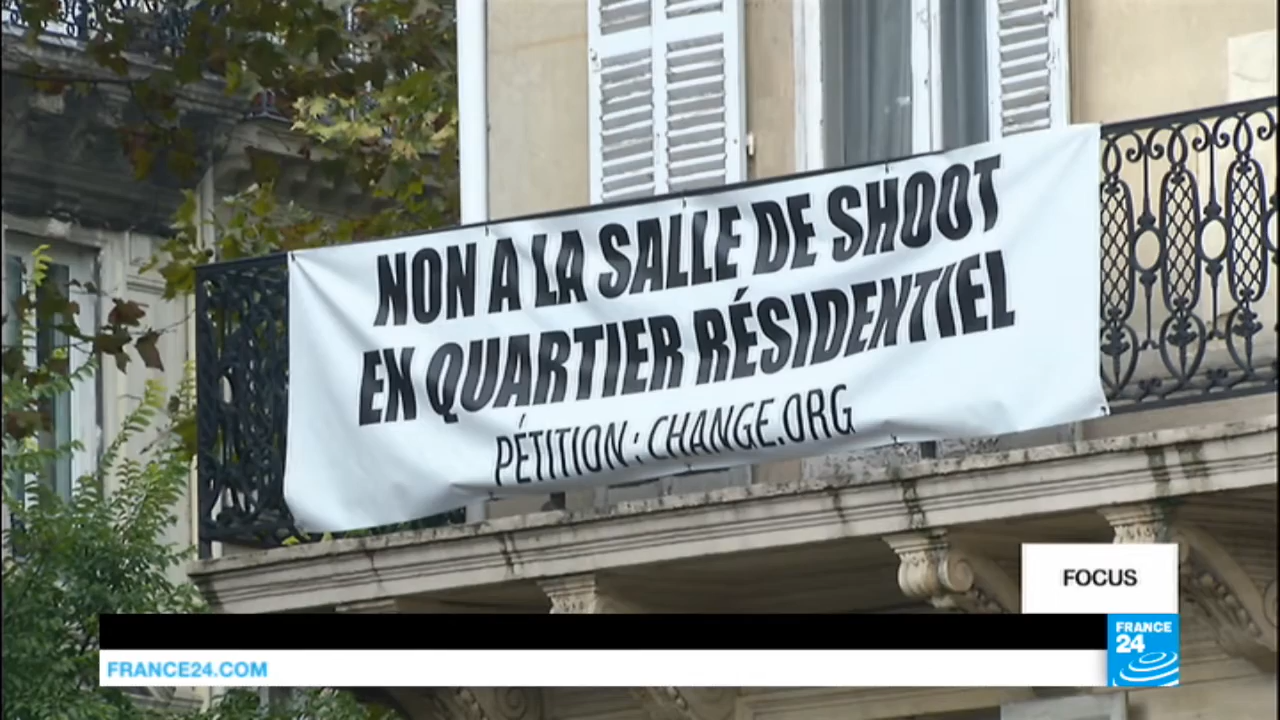 NON A LA SALLE DE SHOOT
EN QUARTIER RÉSIDENTIEL
PÉTITION : CHANGE.ORG
FOCUS
FRANCE
24
FRANCE24.COM